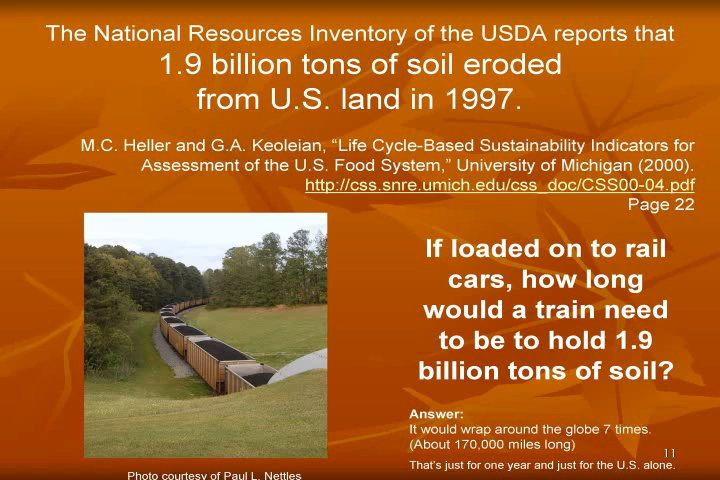 The National Resources Inventory of the USDA reports that
1.9 billion tons of soil eroded
from U.S. land in 1997.
M.C. Heller and G.A. Keoleian, “Life Cycle-Based Sustainability Indicators for
Assessment of the U.S. Food System,” University of Michigan (2000).
http://css.snre.umich.edu/css_doc/CSS00-04.pdf
Page 22
If loaded on to rail
cars, how long
would a train need
to be to hold 1.9
billion tons of soil?
Answer:
It would wrap around the globe 7 times.
(About 170,000 miles long)
That’s just for one year and just for the U.S. alone.
11
Photo courtesy of Paul L. Nettles